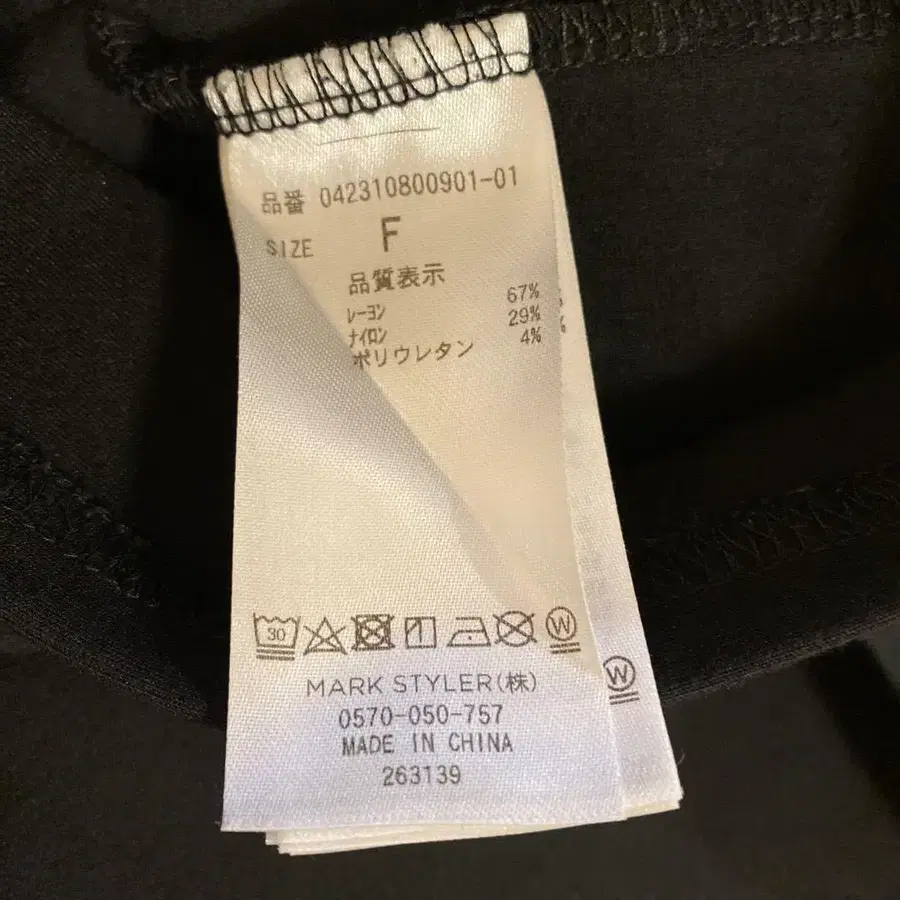 品番 042310800901-01
SIZE F
品質表示
レーヨン 67%
ナイロン 29%
ポリウレタン 4%
30 W
W
MARK STYLER(株)
0570-050-757
MADE IN CHINA
263139